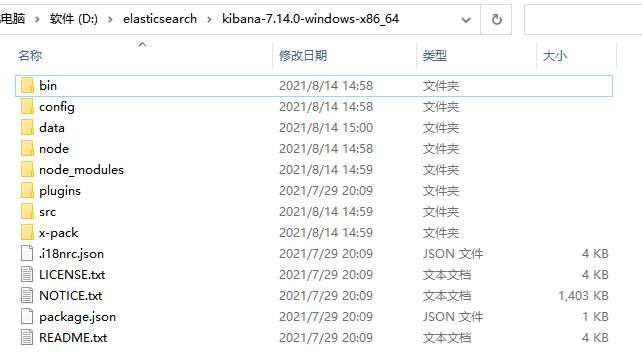 电脑 › 软件 (D:) › elasticsearch › kibana-7.14.0-windows-x86_64
名称 修改日期 类型 大小
bin 2021/8/14 14:58 文件夹
config 2021/8/14 14:58 文件夹
data 2021/8/14 15:00 文件夹
node 2021/8/14 14:58 文件夹
node_modules 2021/8/14 14:59 文件夹
plugins 2021/7/29 20:09 文件夹
src 2021/8/14 14:59 文件夹
x-pack 2021/8/14 14:59 文件夹
.i18nrc.json 2021/7/29 20:09 JSON 文件 4 KB
LICENSE.txt 2021/7/29 20:09 文本文档 4 KB
NOTICE.txt 2021/7/29 20:09 文本文档 1,403 KB
package.json 2021/7/29 20:09 JSON 文件 1 KB
README.txt 2021/7/29 20:09 文本文档 4 KB